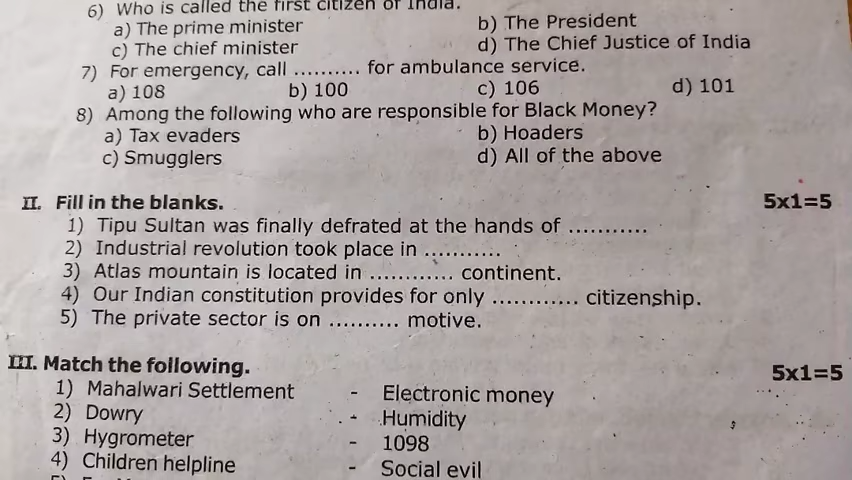 6) Who is called the first citizen of India.
a) The prime minister b) The President
c) The chief minister d) The Chief Justice of India
7) For emergency, call .......... for ambulance service.
a) 108 b) 100 c) 106 d) 101
8) Among the following who are responsible for Black Money?
a) Tax evaders b) Hoaders
c) Smugglers d) All of the above
II. Fill in the blanks. 5x1=5
1) Tipu Sultan was finally defrated at the hands of ...........
2) Industrial revolution took place in ...........
3) Atlas mountain is located in ............ continent.
4) Our Indian constitution provides for only ............ citizenship.
5) The private sector is on .......... motive.
III. Match the following. 5x1=5
1) Mahalwari Settlement - Electronic money
2) Dowry - Humidity
3) Hygrometer - 1098
4) Children helpline - Social evil